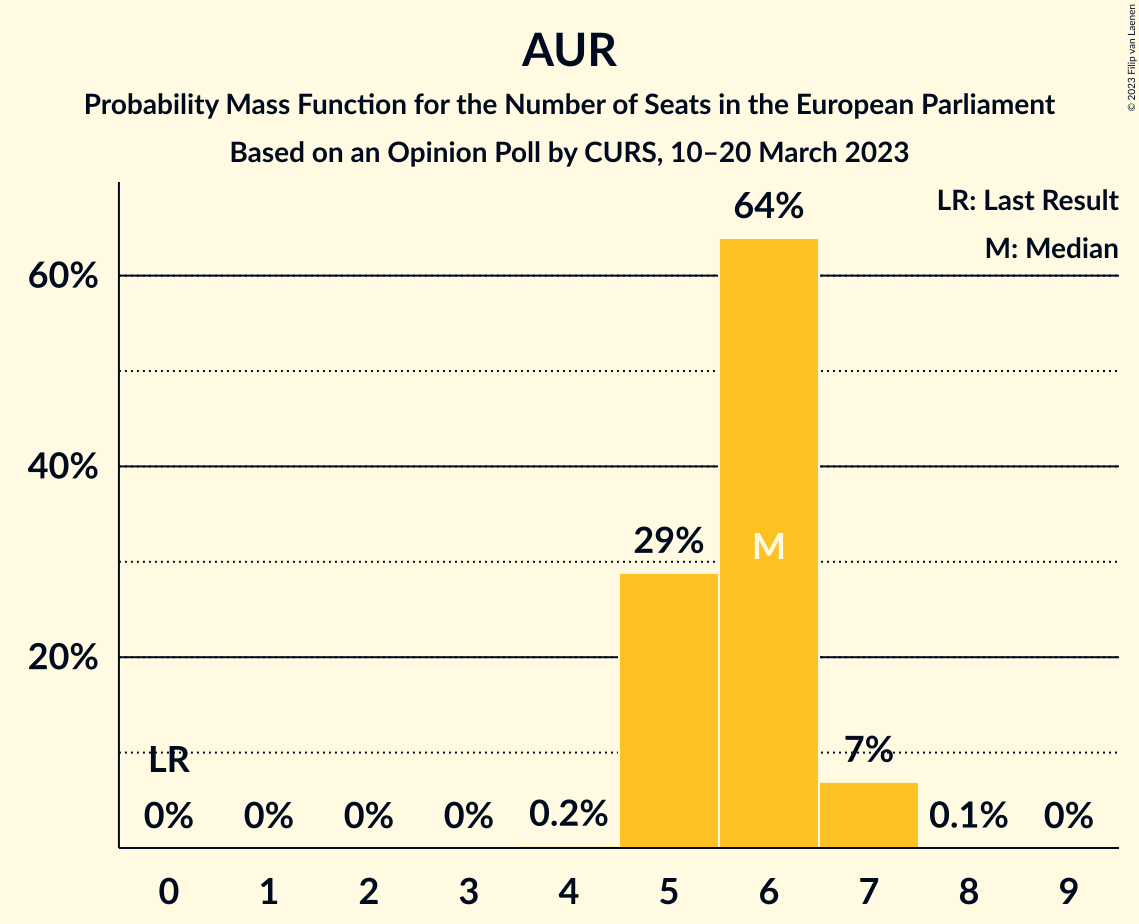 AUR
Probability Mass Function for the Number of Seats in the European Parliament
Based on an Opinion Poll by CURS, 10–20 March 2023
© 2023 Filip van Laenen
LR: Last Result
M: Median
60%
40%
20%
LR
0%
0%
0%
0%
0.2%
29%
64%
M
7%
0.1%
0%
0 1 2 3 4 5 6 7 8 9